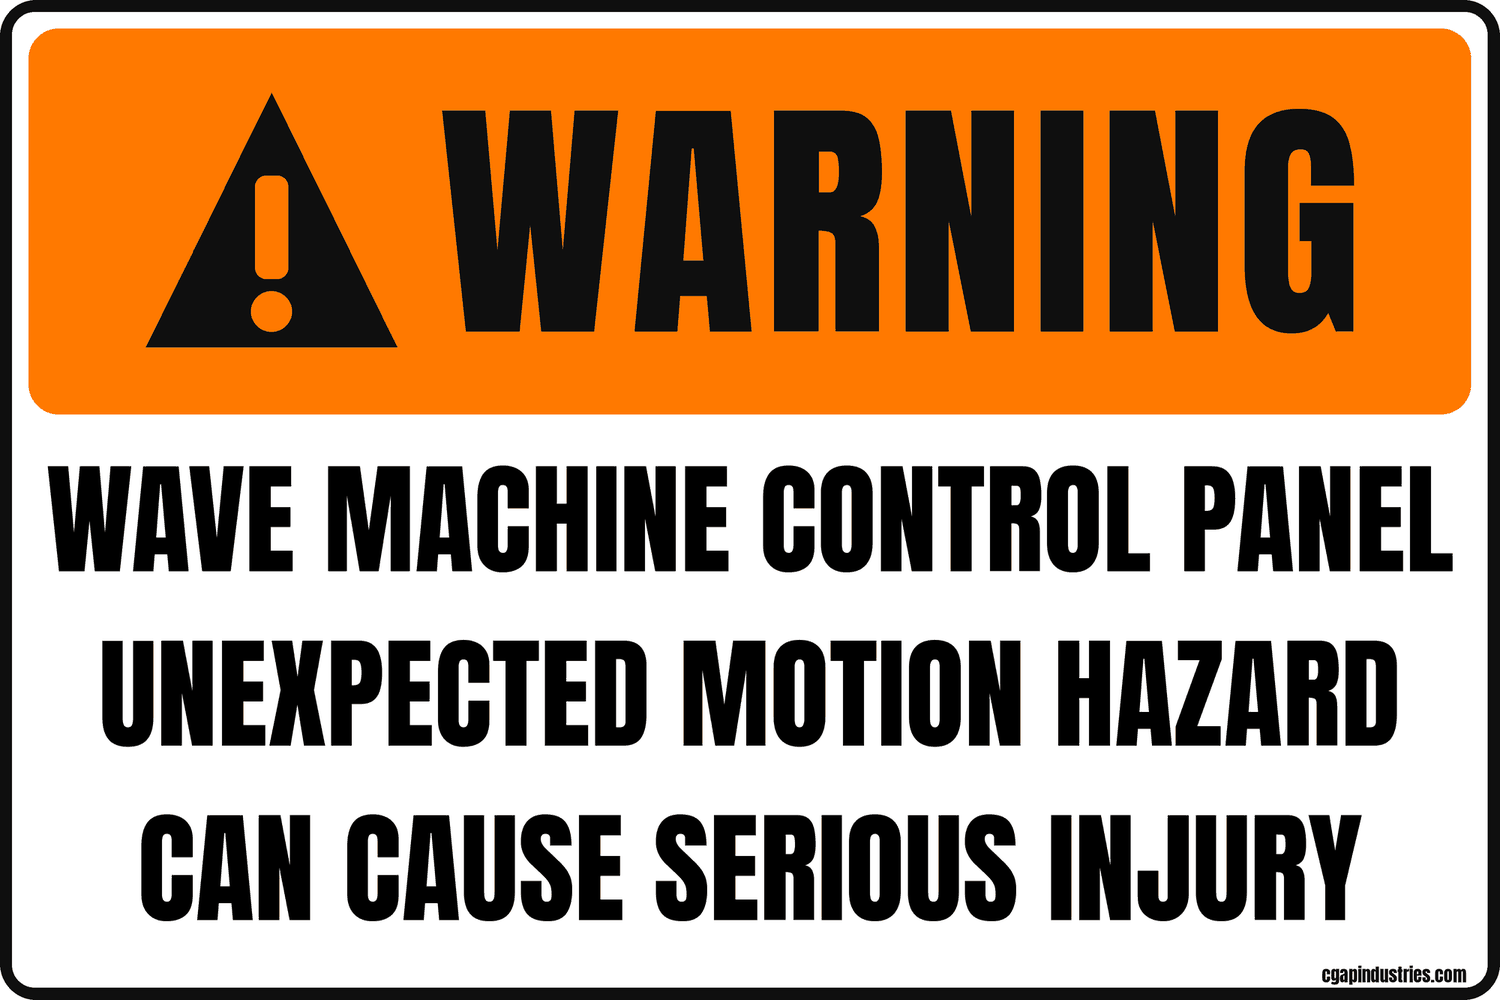 WARNING
WAVE MACHINE CONTROL PANEL
UNEXPECTED MOTION HAZARD
CAN CAUSE SERIOUS INJURY
cgapindustries.com